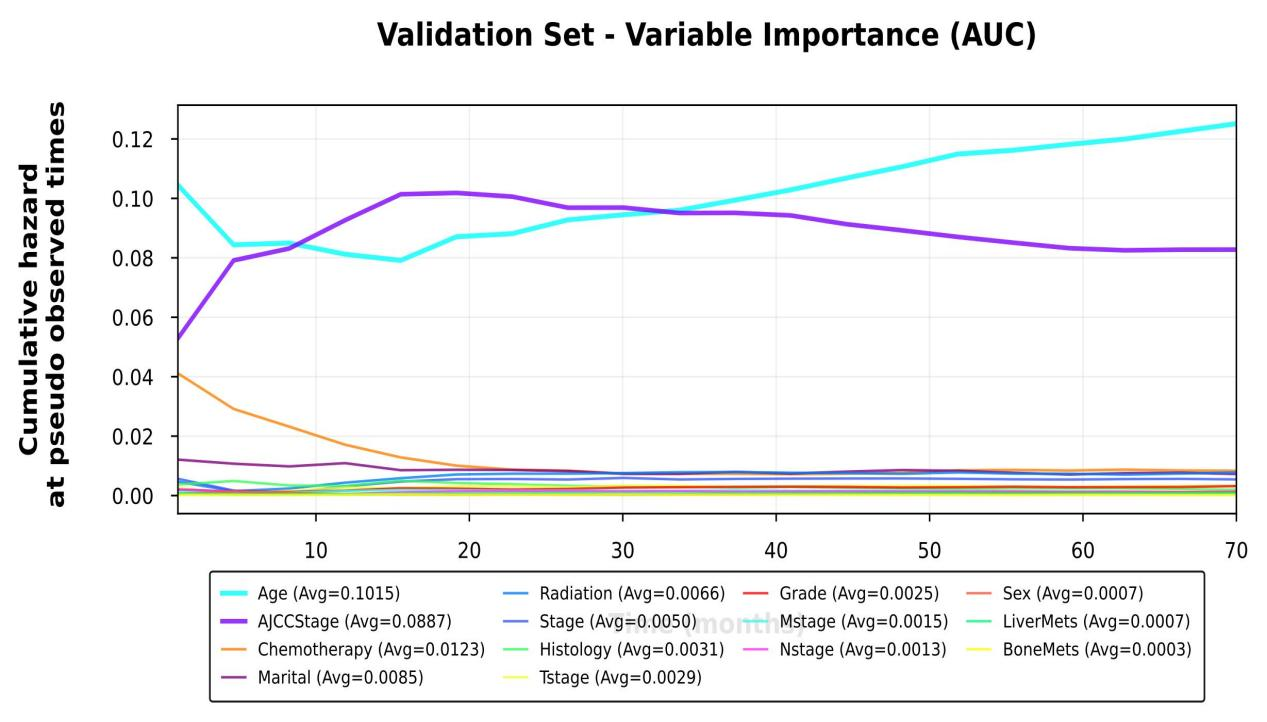 Validation Set - Variable Importance (AUC)
Cumulative hazard
at pseudo observed times
0.12
0.10
0.08
0.06
0.04
0.02
0.00
10 20 30 40 50 60 70
Time (months)
Age (Avg=0.1015) Radiation (Avg=0.0066) Grade (Avg=0.0025) Sex (Avg=0.0007)
AJCCStage (Avg=0.0887) Stage (Avg=0.0050) Mstage (Avg=0.0015) LiverMets (Avg=0.0007)
Chemotherapy (Avg=0.0123) Histology (Avg=0.0031) Nstage (Avg=0.0013) BoneMets (Avg=0.0003)
Marital (Avg=0.0085) Tstage (Avg=0.0029)